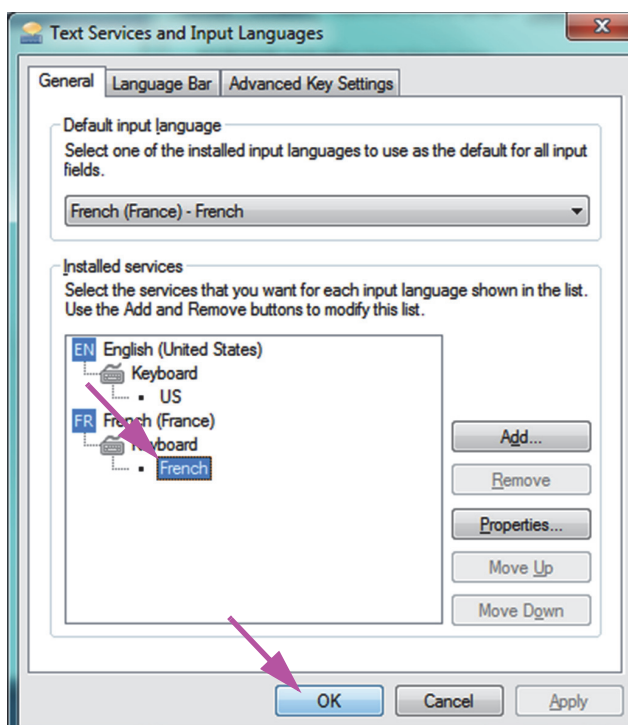 Text Services and Input Languages
General Language Bar Advanced Key Settings
Default input language
Select one of the installed input languages to use as the default for all input
fields.
French (France) - French
Installed services
Select the services that you want for each input language shown in the list.
Use the Add and Remove buttons to modify this list.
EN English (United States)
Keyboard
US
FR French (France)
Keyboard
French
Add...
Remove
Properties...
Move Up
Move Down
OK Cancel Apply